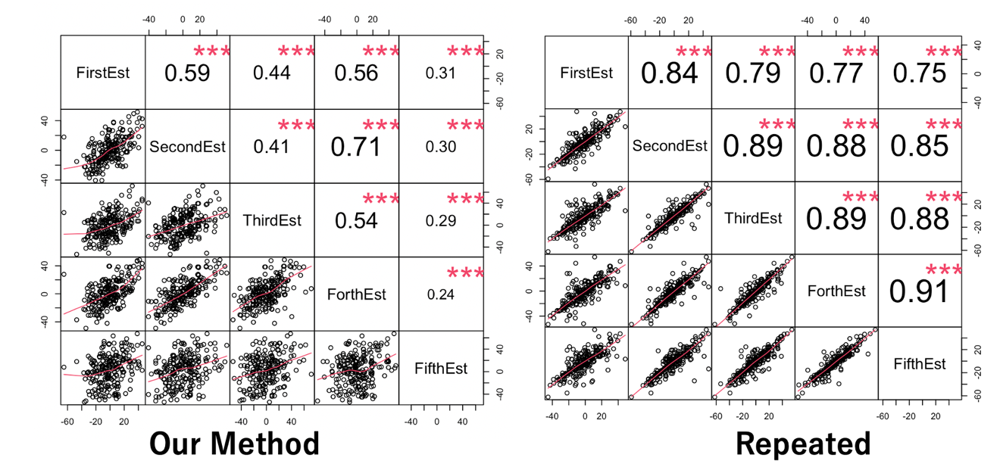 -40 0 20 -40 0 20 -60 -20 20 -40 0 40
FirstEst 0.59 *** 0.44 *** 0.56 *** 0.31 *** 20 -20 -60
FirstEst 0.84 *** 0.79 *** 0.77 *** 0.75 *** 40 0 -40
40 0 -40 SecondEst 0.41 *** 0.71 *** 0.30 ***
20 -20 -60 SecondEst 0.89 *** 0.88 *** 0.85 ***
ThirdEst 0.54 *** 0.29 *** 40 0 -40
ThirdEst 0.89 *** 0.88 *** 20 -20 -60
40 0 -40 ForthEst 0.24 ***
40 0 -40 ForthEst 0.91 ***
FifthEst 40 0 -40
FifthEst 20 -20 -60
-60 -20 20 -40 0 40 -40 0 40
-40 0 20 -60 -20 20 -60 -20 20
Our Method
Repeated